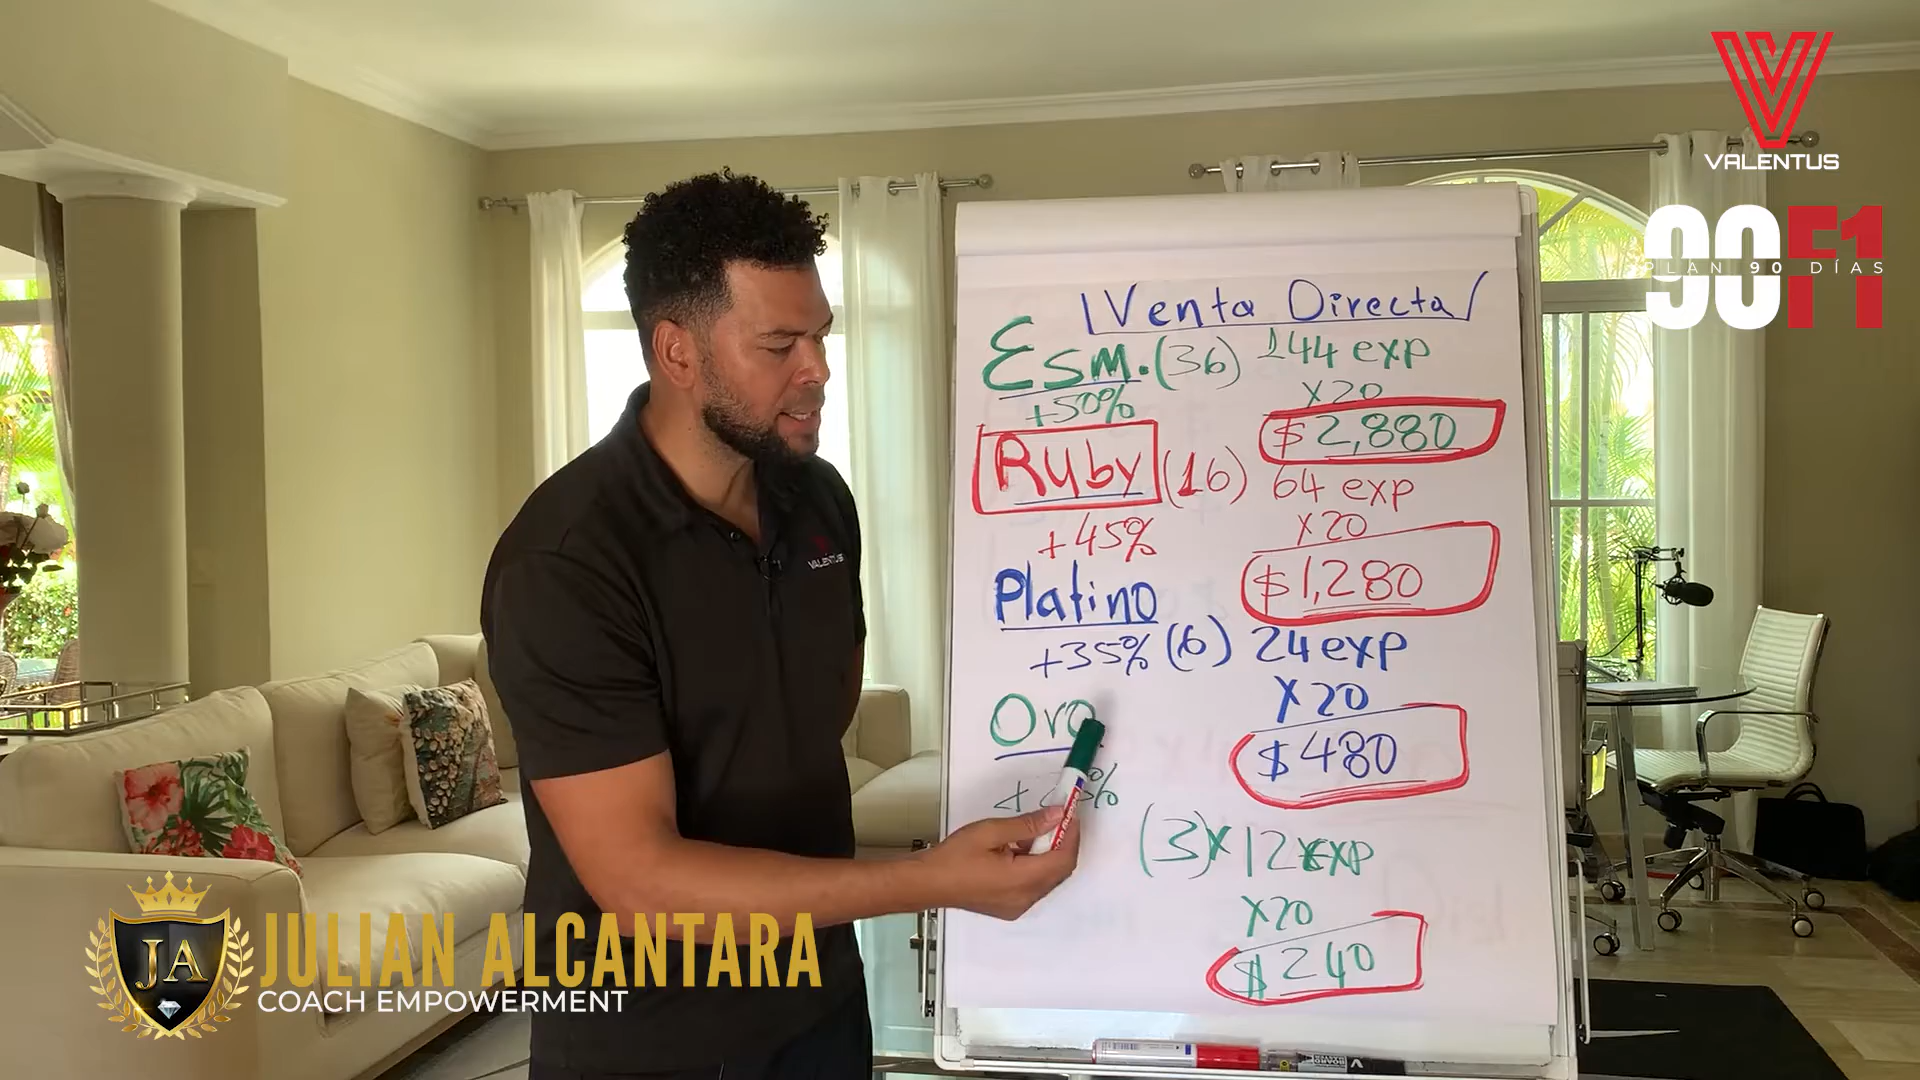 VALENTUS
90F1
PLAN 90 DÍAS
Venta Directa
Esm. (36) 144 exp
+50% x20
$2,880
Ruby (16) 64 exp
+45% x20
$1,280
Platino
+35% (6) 24 exp
x20
$480
Oro
(3)x 12 exp
x20
$240
VALENTUS
JA
JULIAN ALCANTARA
COACH EMPOWERMENT